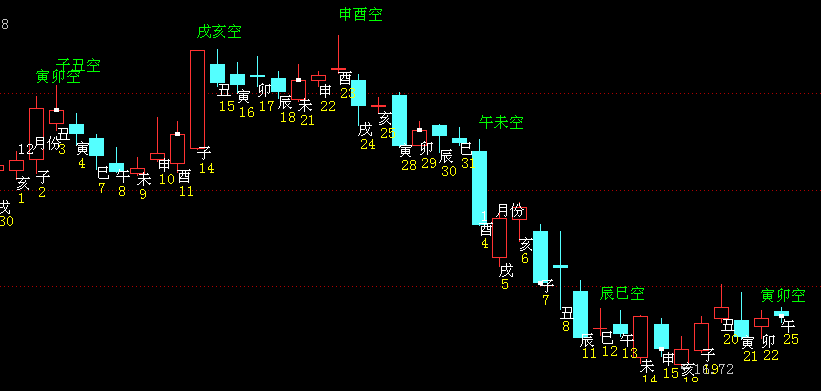 8
申酉空
戌亥空
子丑空
寅卯空
酉
23
申
22
丑
15
寅
16
卯
17
辰
18
未
21
戌
24
亥
25
午未空
12月份
丑
3
寅
4
子
14
寅
28
卯
29
辰
30
巳
31
亥
1
子
2
巳
7
午
8
未
9
申
10
酉
11
戌
30
1月份
酉
4
亥
6
戌
5
子
7
辰巳空
寅卯空
丑
8
辰
11
巳
12
午
13
未
14
申
15
亥
18
子
19
丑
20
寅
21
卯
22
午
25